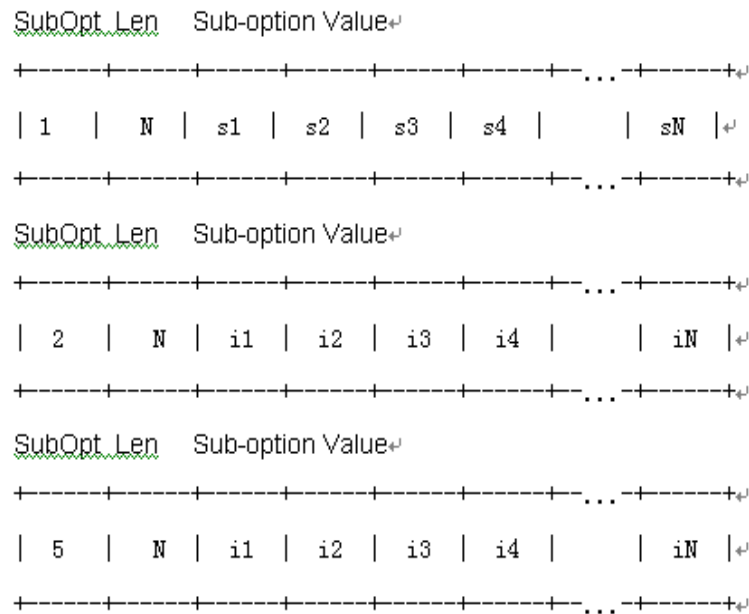 SubOpt Len Sub-option Value↵
+------+------+------+------+------+------+--...-+------+↵
| 1 | N | s1 | s2 | s3 | s4 | | sN |↵
+------+------+------+------+------+------+--...-+------+↵
SubOpt Len Sub-option Value↵
+------+------+------+------+------+------+--...-+------+↵
| 2 | N | i1 | i2 | i3 | i4 | | iN |↵
+------+------+------+------+------+------+--...-+------+↵
SubOpt Len Sub-option Value↵
+------+------+------+------+------+------+--...-+------+↵
| 5 | N | i1 | i2 | i3 | i4 | | iN |↵
+------+------+------+------+------+------+--...-+------+↵